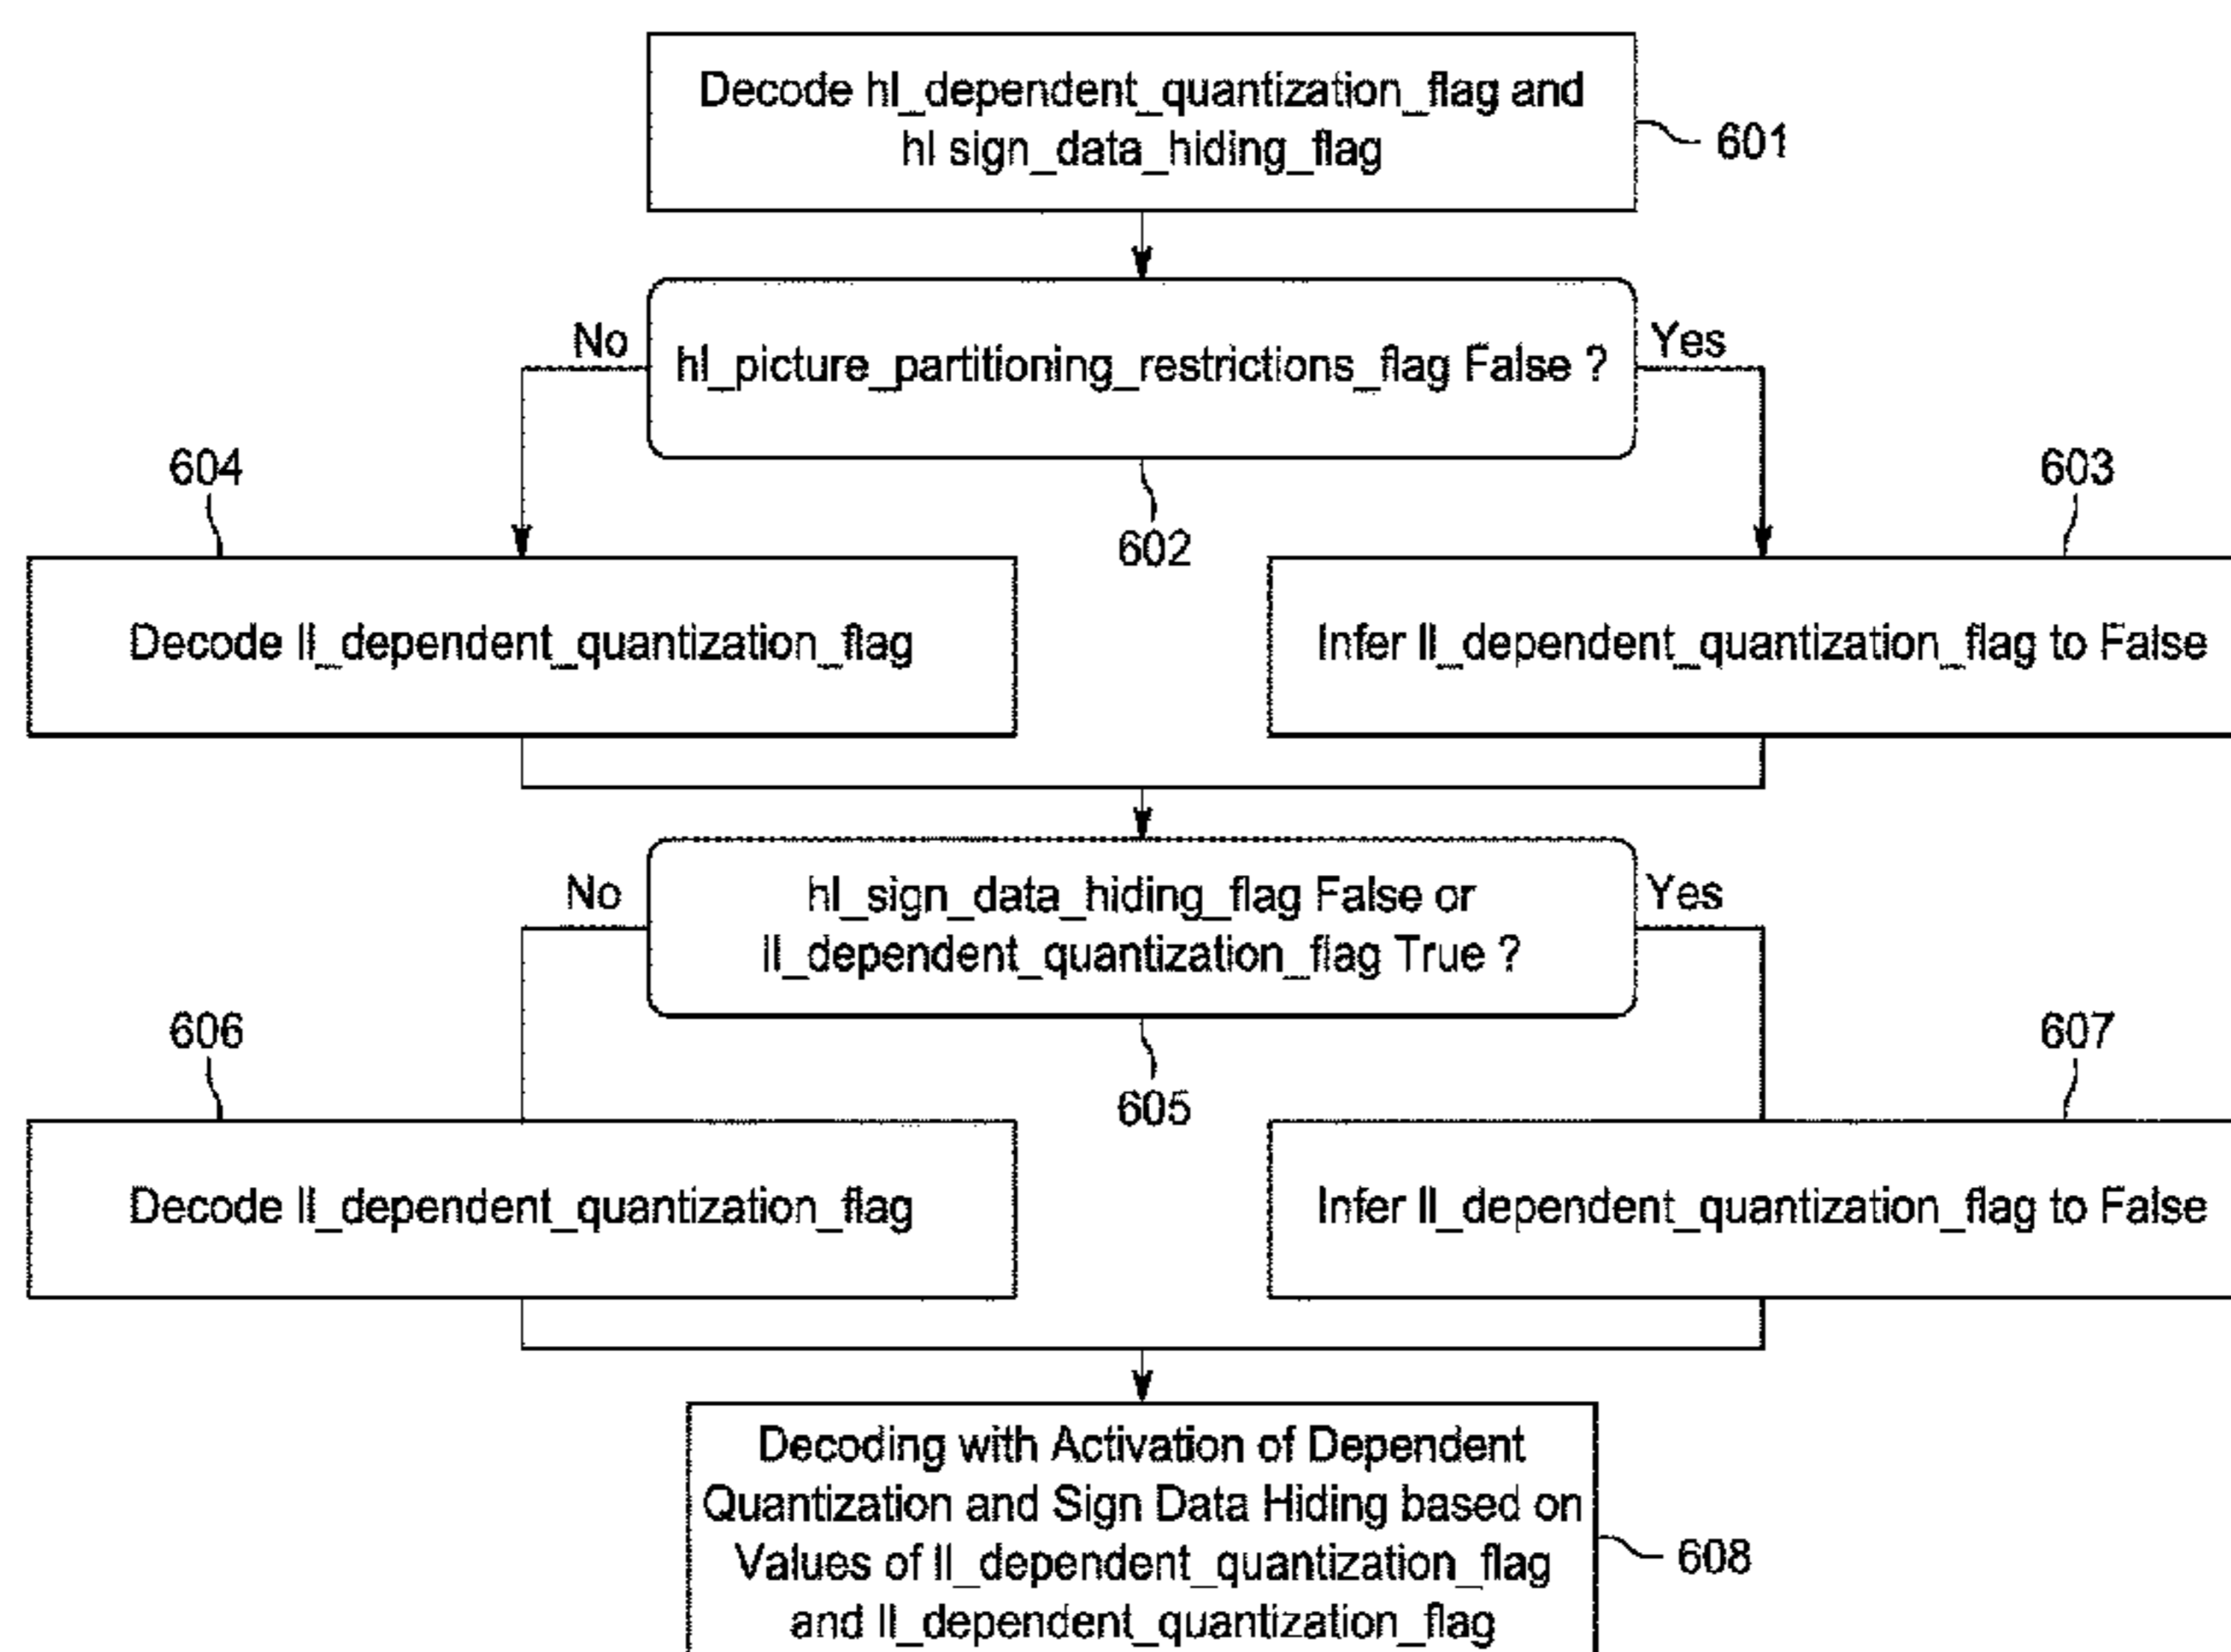 Decode hl_dependent_quantization_flag and
hl sign_data_hiding_flag
601
No
hl_picture_partitioning_restrictions_flag False ?
Yes
604
603
602
Decode ll_dependent_quantization_flag
Infer ll_dependent_quantization_flag to False
No
hl_sign_data_hiding_flag False or
ll_dependent_quantization_flag True ?
Yes
606
607
605
Decode ll_dependent_quantization_flag
Infer ll_dependent_quantization_flag to False
Decoding with Activation of Dependent
Quantization and Sign Data Hiding based on
Values of ll_dependent_quantization_flag
and ll_dependent_quantization_flag
608